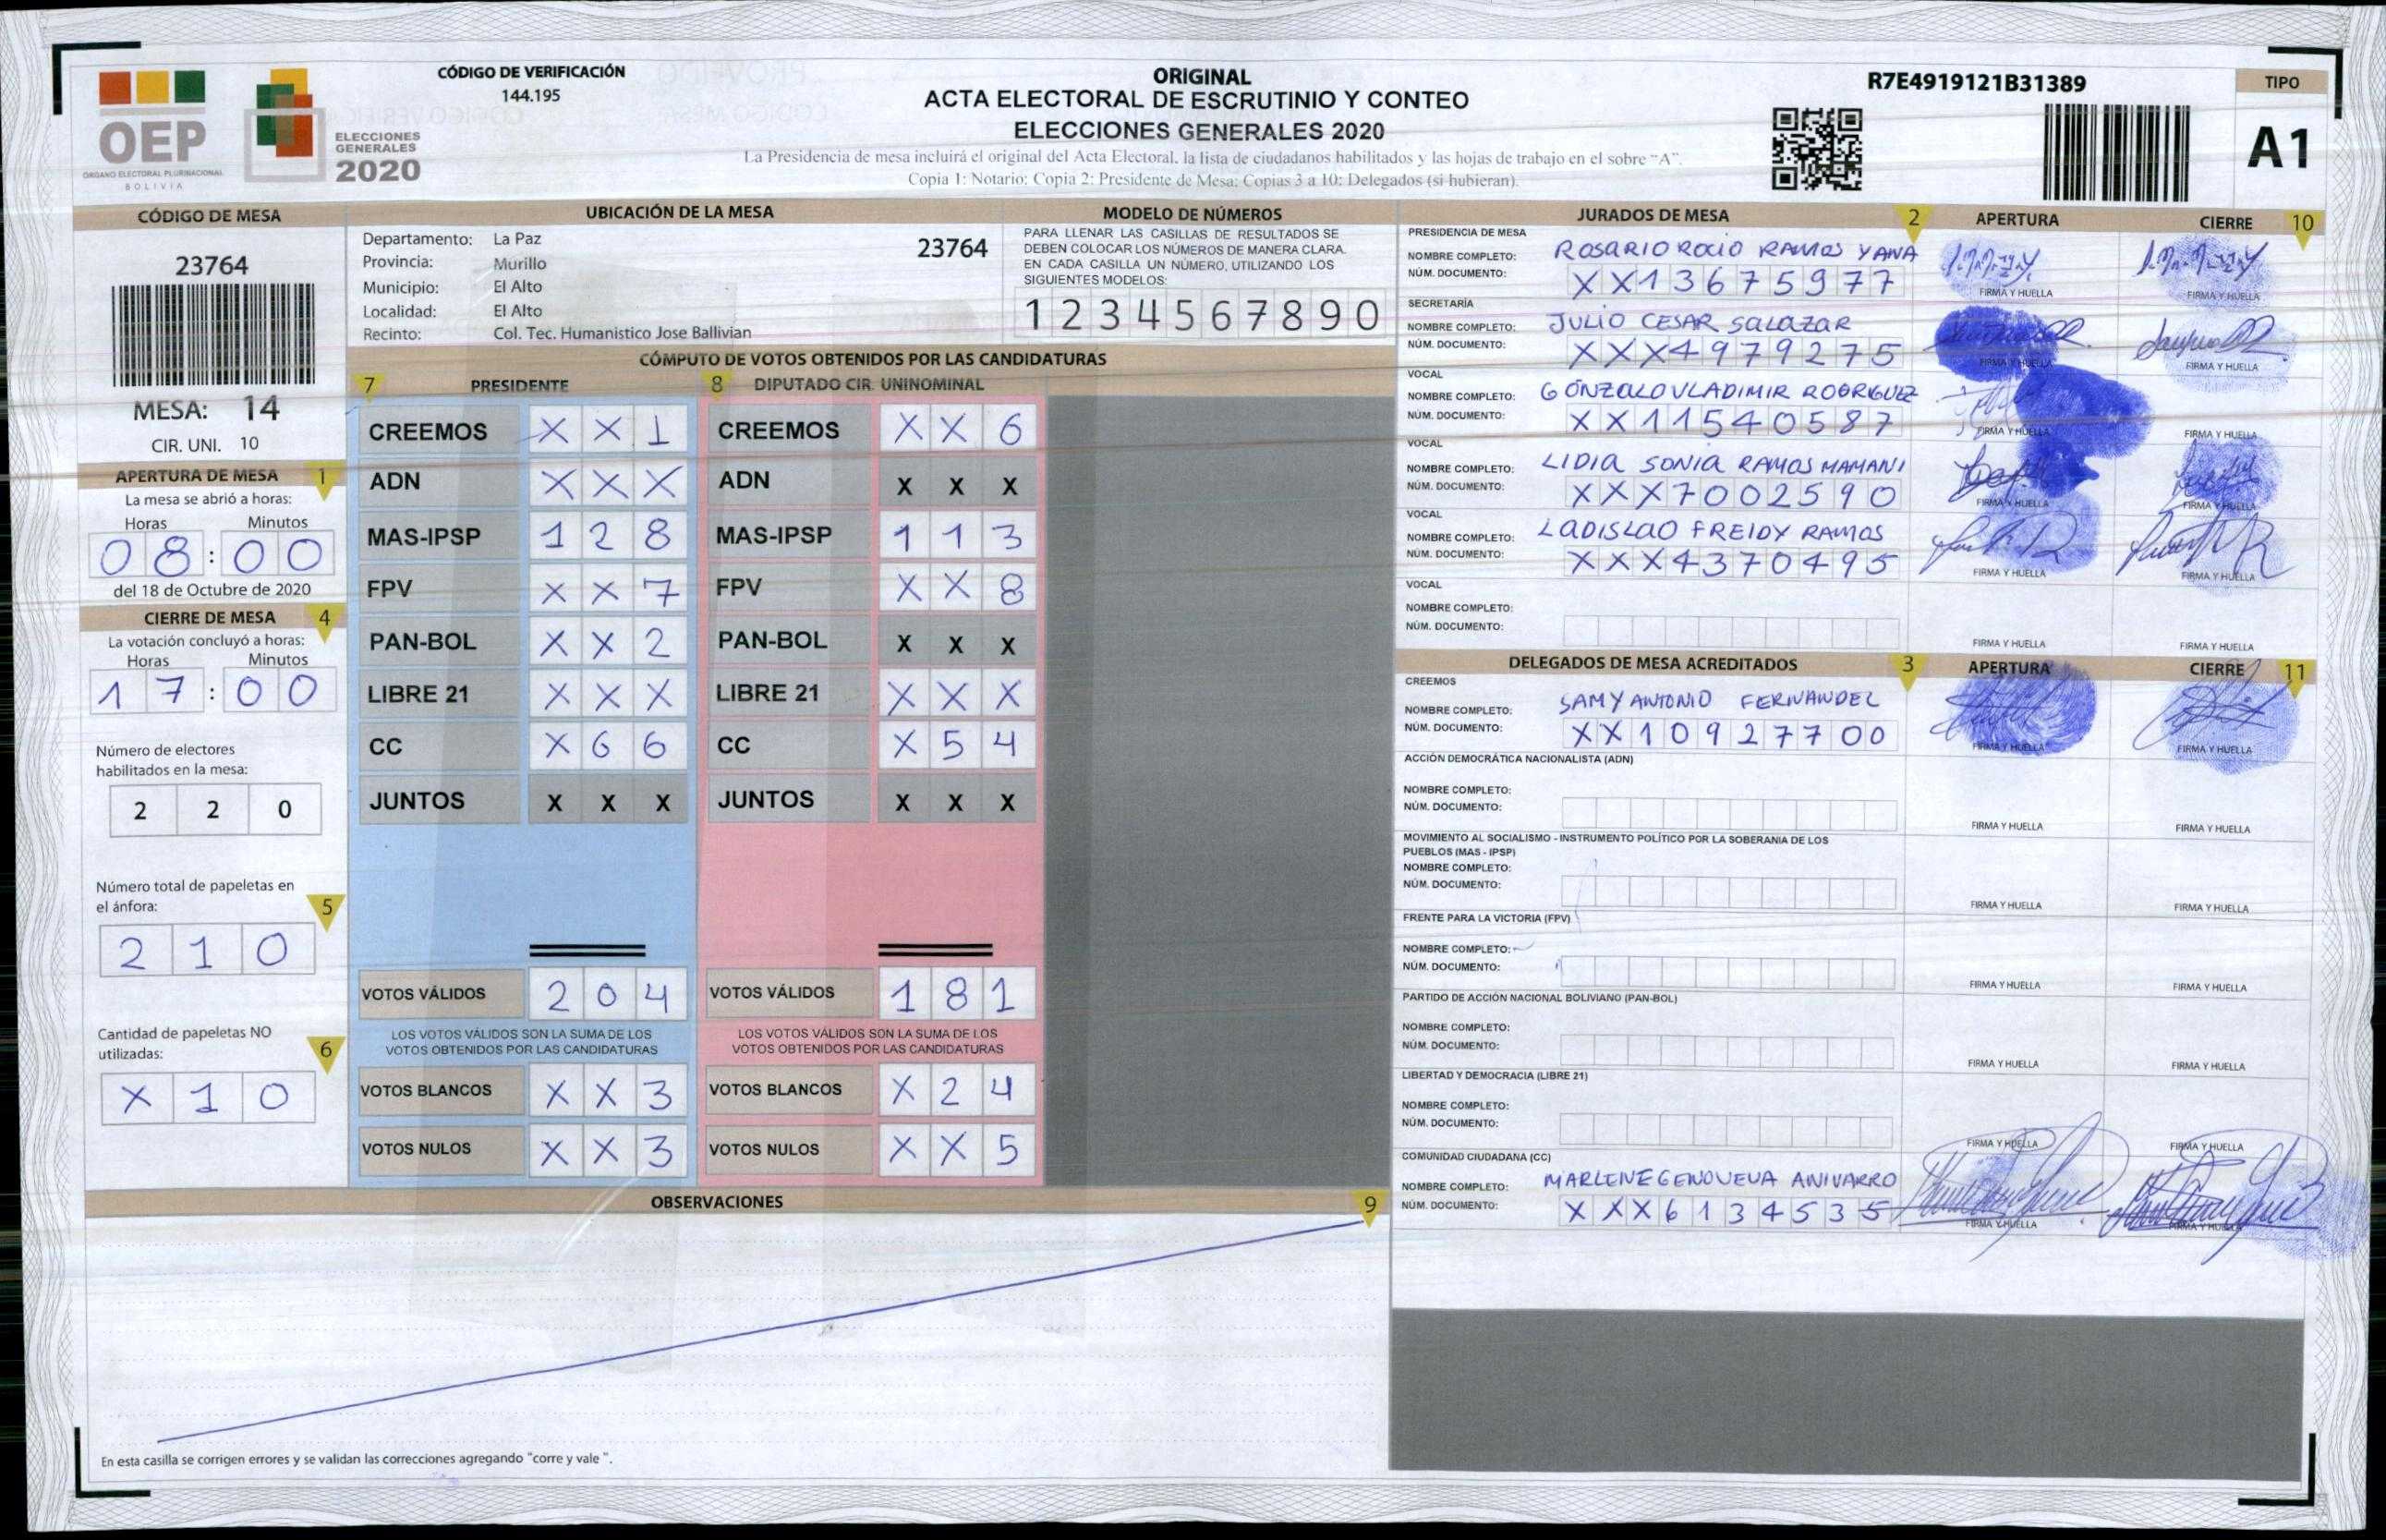 CÓDIGO DE VERIFICACIÓN
144.195
OEP
ÓRGANO ELECTORAL PLURINACIONAL
BOLIVIA
ELECCIONES
GENERALES
2020
ORIGINAL
ACTA ELECTORAL DE ESCRUTINIO Y CONTEO
ELECCIONES GENERALES 2020
La Presidencia de mesa incluirá el original del Acta Electoral, la lista de ciudadanos habilitados y las hojas de trabajo en el sobre "A".
Copia 1: Notario; Copia 2: Presidente de Mesa; Copias 3 a 10: Delegados (si hubieran).
R7E4919121B31389
TIPO
A1
CÓDIGO DE MESA
23764
MESA: 14
CIR. UNI. 10
APERTURA DE MESA 1
La mesa se abrió a horas:
Horas Minutos
08:00
del 18 de Octubre de 2020
CIERRE DE MESA 4
La votación concluyó a horas:
Horas Minutos
17:00
Número de electores
habilitados en la mesa:
2 2 0
Número total de papeletas en
el ánfora: 5
2 1 0
Cantidad de papeletas NO
utilizadas: 6
X 1 0
UBICACIÓN DE LA MESA
Departamento: La Paz 23764
Provincia: Murillo
Municipio: El Alto
Localidad: El Alto
Recinto: Col. Tec. Humanistico Jose Ballivian
MODELO DE NÚMEROS
PARA LLENAR LAS CASILLAS DE RESULTADOS SE
DEBEN COLOCAR LOS NÚMEROS DE MANERA CLARA.
EN CADA CASILLA UN NÚMERO, UTILIZANDO LOS
SIGUIENTES MODELOS:
1 2 3 4 5 6 7 8 9 0
CÓMPUTO DE VOTOS OBTENIDOS POR LAS CANDIDATURAS
7 PRESIDENTE
CREEMOS X X 1
ADN X X X
MAS-IPSP 1 2 8
FPV X X 7
PAN-BOL X X 2
LIBRE 21 X X X
CC X 6 6
JUNTOS X X X
VOTOS VÁLIDOS 2 0 4
LOS VOTOS VÁLIDOS SON LA SUMA DE LOS
VOTOS OBTENIDOS POR LAS CANDIDATURAS
VOTOS BLANCOS X X 3
VOTOS NULOS X X 3
8 DIPUTADO CIR. UNINOMINAL
CREEMOS X X 6
ADN X X X
MAS-IPSP 1 1 3
FPV X X 8
PAN-BOL X X X
LIBRE 21 X X X
CC X 5 4
JUNTOS X X X
VOTOS VÁLIDOS 1 8 1
LOS VOTOS VÁLIDOS SON LA SUMA DE LOS
VOTOS OBTENIDOS POR LAS CANDIDATURAS
VOTOS BLANCOS X 2 4
VOTOS NULOS X X 5
OBSERVACIONES 9
En esta casilla se corrigen errores y se validan las correcciones agregando "corre y vale ".
JURADOS DE MESA 2 APERTURA CIERRE 10
PRESIDENCIA DE MESA
NOMBRE COMPLETO: ROSARIO ROCIO RAMOS YANA
NÚM. DOCUMENTO: XX13675977
FIRMA Y HUELLA FIRMA Y HUELLA
SECRETARÍA
NOMBRE COMPLETO: JULIO CESAR SALAZAR
NÚM. DOCUMENTO: XXX4979275
FIRMA Y HUELLA FIRMA Y HUELLA
VOCAL
NOMBRE COMPLETO: GONZALO VLADIMIR RODRIGUEZ
NÚM. DOCUMENTO: XX11540587
FIRMA Y HUELLA FIRMA Y HUELLA
VOCAL
NOMBRE COMPLETO: LIDIA SONIA RAMOS MAMANI
NÚM. DOCUMENTO: XXX7002590
FIRMA Y HUELLA FIRMA Y HUELLA
VOCAL
NOMBRE COMPLETO: LADISLAO FREIDY RAMOS
NÚM. DOCUMENTO: XXX4370495
FIRMA Y HUELLA FIRMA Y HUELLA
VOCAL
NOMBRE COMPLETO:
NÚM. DOCUMENTO:
FIRMA Y HUELLA FIRMA Y HUELLA
DELEGADOS DE MESA ACREDITADOS 3 APERTURA CIERRE 11
CREEMOS
NOMBRE COMPLETO: SAMY ANTONIO FERNANDEL
NÚM. DOCUMENTO: XX10927700
FIRMA Y HUELLA FIRMA Y HUELLA
ACCIÓN DEMOCRÁTICA NACIONALISTA (ADN)
NOMBRE COMPLETO:
NÚM. DOCUMENTO:
FIRMA Y HUELLA FIRMA Y HUELLA
MOVIMIENTO AL SOCIALISMO - INSTRUMENTO POLÍTICO POR LA SOBERANIA DE LOS
PUEBLOS (MAS - IPSP)
NOMBRE COMPLETO:
NÚM. DOCUMENTO:
FIRMA Y HUELLA FIRMA Y HUELLA
FRENTE PARA LA VICTORIA (FPV)
NOMBRE COMPLETO:
NÚM. DOCUMENTO:
FIRMA Y HUELLA FIRMA Y HUELLA
PARTIDO DE ACCIÓN NACIONAL BOLIVIANO (PAN-BOL)
NOMBRE COMPLETO:
NÚM. DOCUMENTO:
FIRMA Y HUELLA FIRMA Y HUELLA
LIBERTAD Y DEMOCRACIA (LIBRE 21)
NOMBRE COMPLETO:
NÚM. DOCUMENTO:
FIRMA Y HUELLA FIRMA Y HUELLA
COMUNIDAD CIUDADANA (CC)
NOMBRE COMPLETO: MARLENE GENOVEVA ANIVARRO
NÚM. DOCUMENTO: XXX6134535
FIRMA Y HUELLA FIRMA Y HUELLA